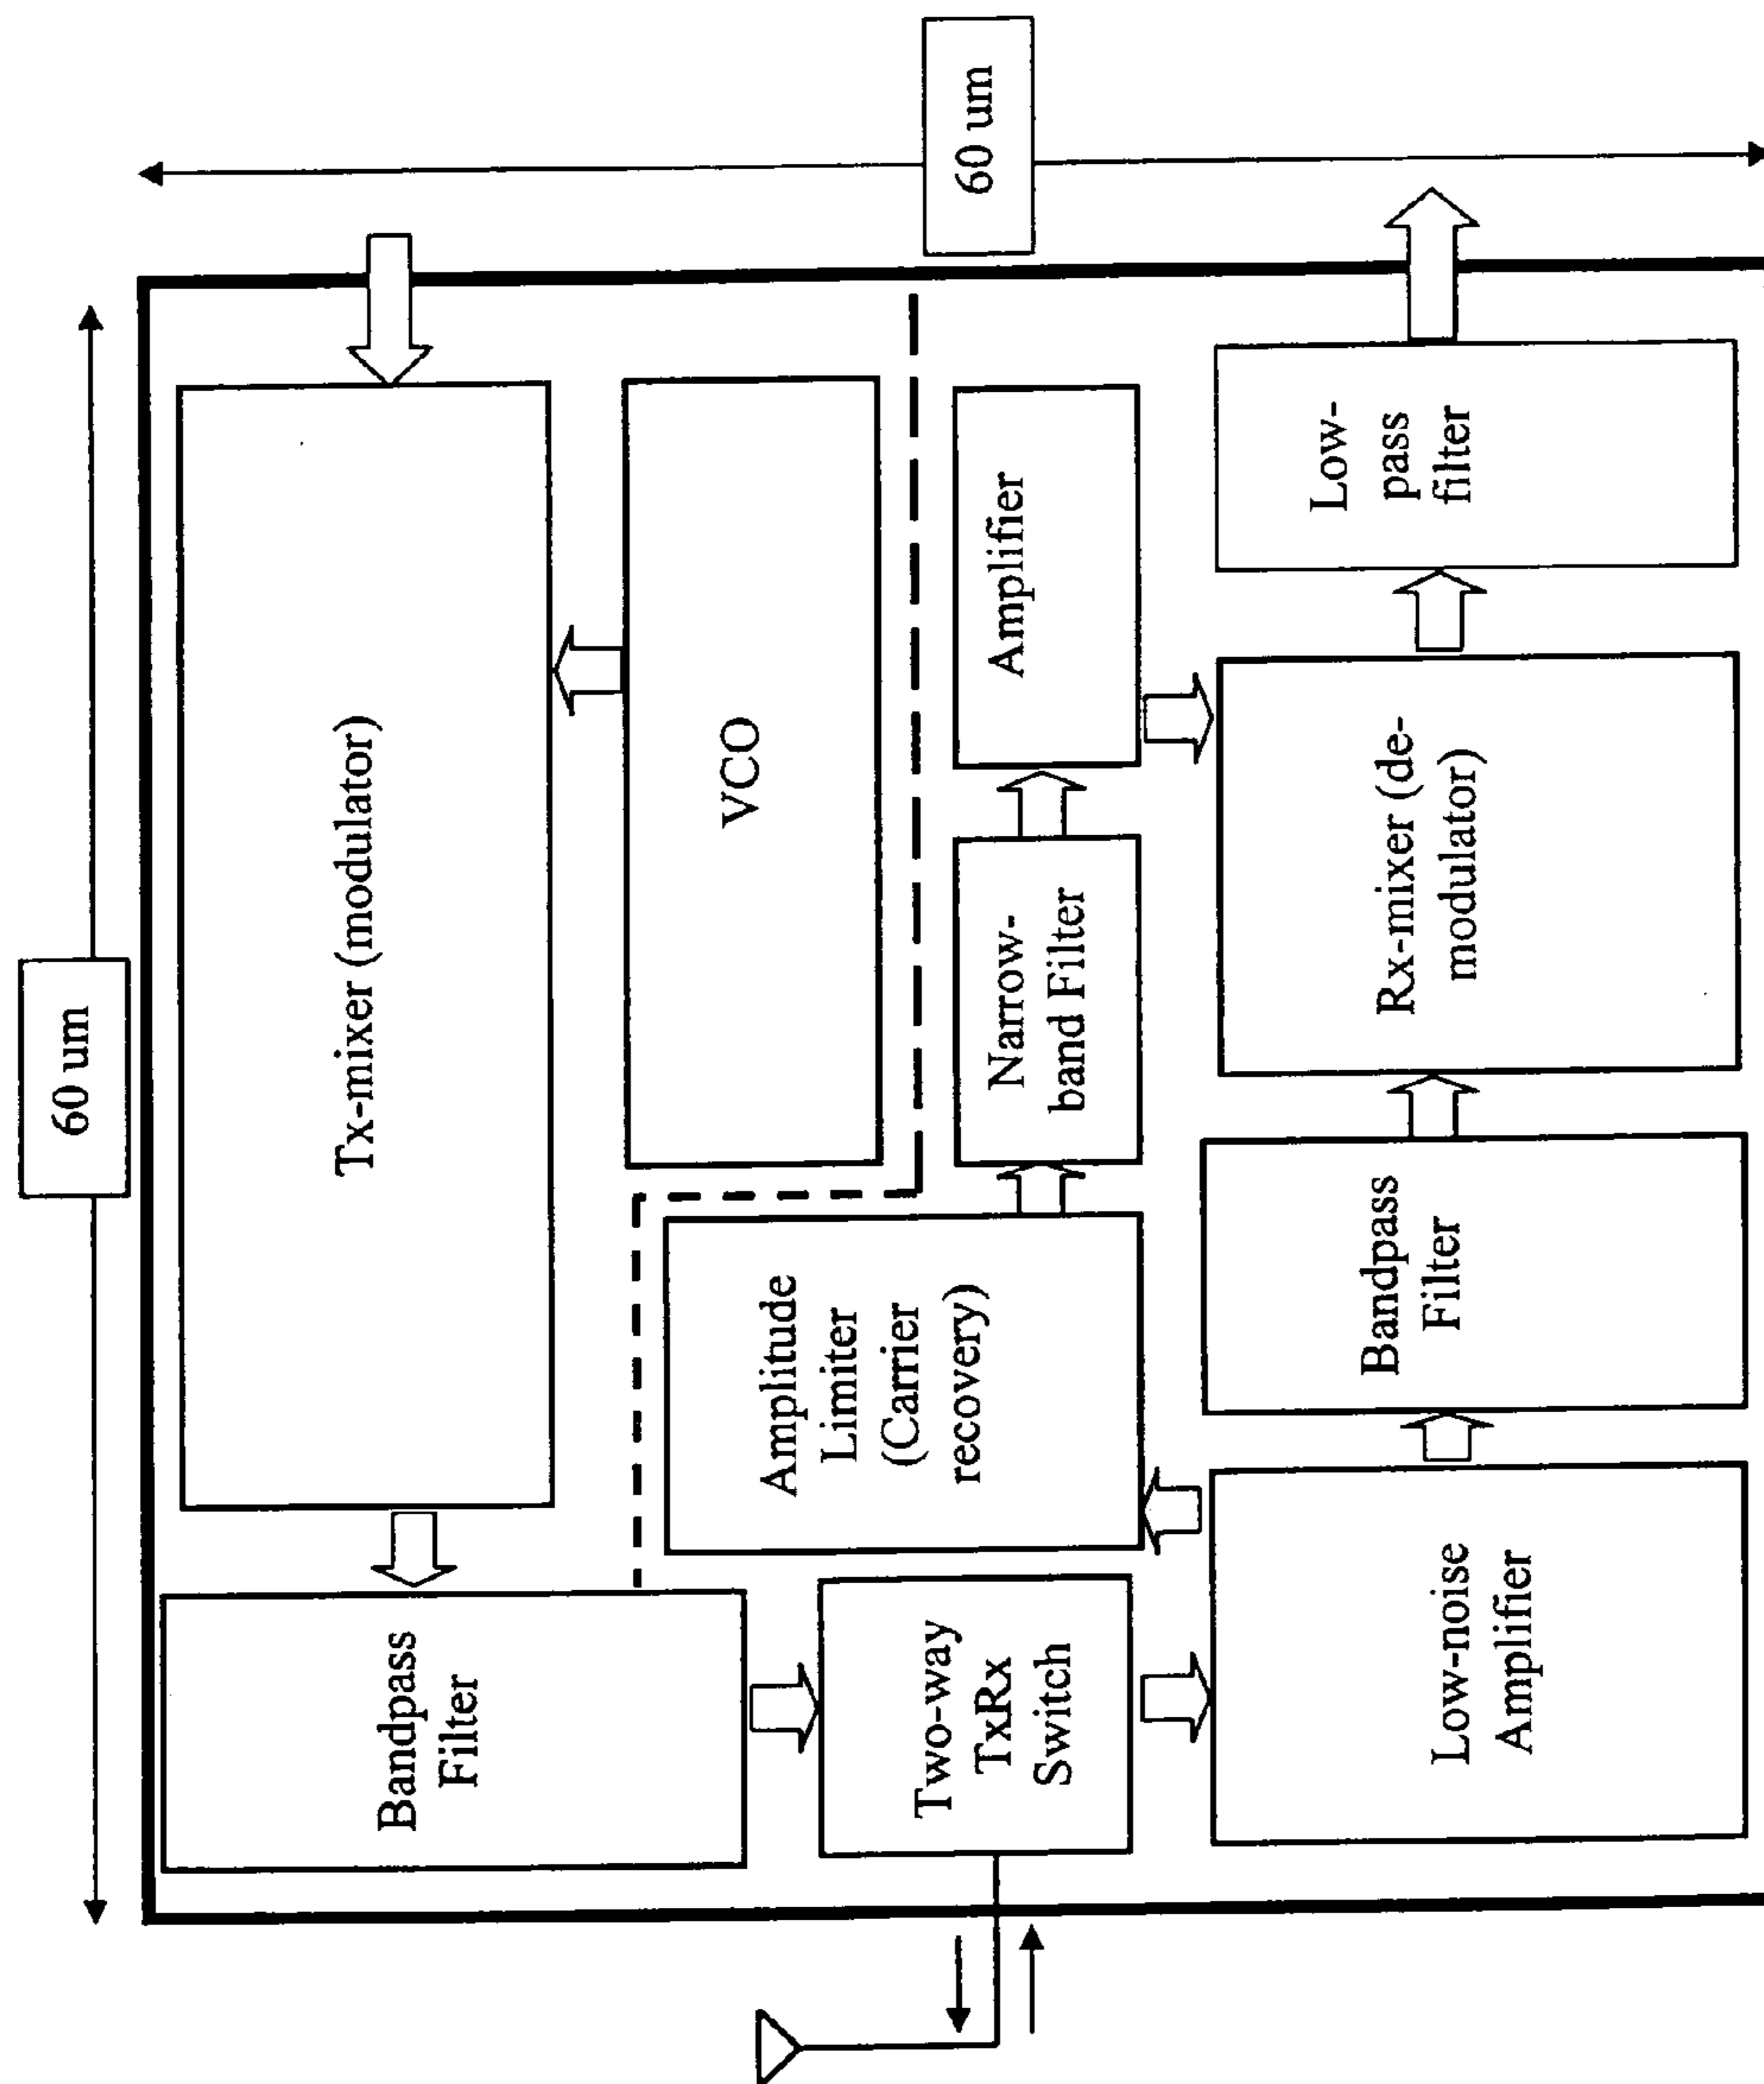 60 um
60 um
Tx-mixer (modulator)
VCO
Bandpass
Filter
Amplitude
Limiter
(Carrier
recovery)
Narrow-
band Filter
Amplifier
Two-way
TxRx
Switch
Low-noise
Amplifier
Bandpass
Filter
Rx-mixer (de-
modulator)
Low-
pass
filter